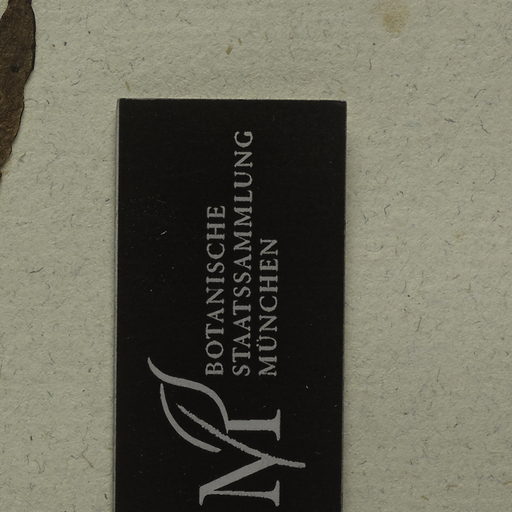 BOTANISCHE
STAATSSAMMLUNG
MÜNCHEN
M